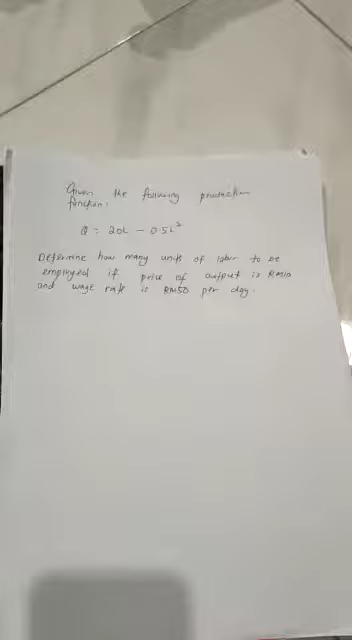 Given the following production
function:
Q = 20L - 0.5L²
Determine how many units of labor to be
employed if price of output is RM10
and wage rate is RM50 per day.